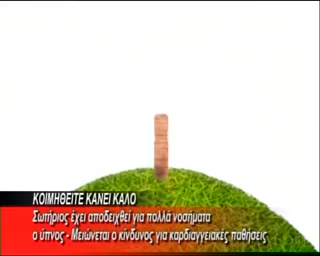 ΚΟΙΜΗΘΕΙΤΕ ΚΑΝΕΙ ΚΑΛΟ
Σωτήριος έχει αποδειχθεί για πολλά νοσήματα
ο ύπνος - Μειώνεται ο κίνδυνος για καρδιαγγειακές παθήσεις